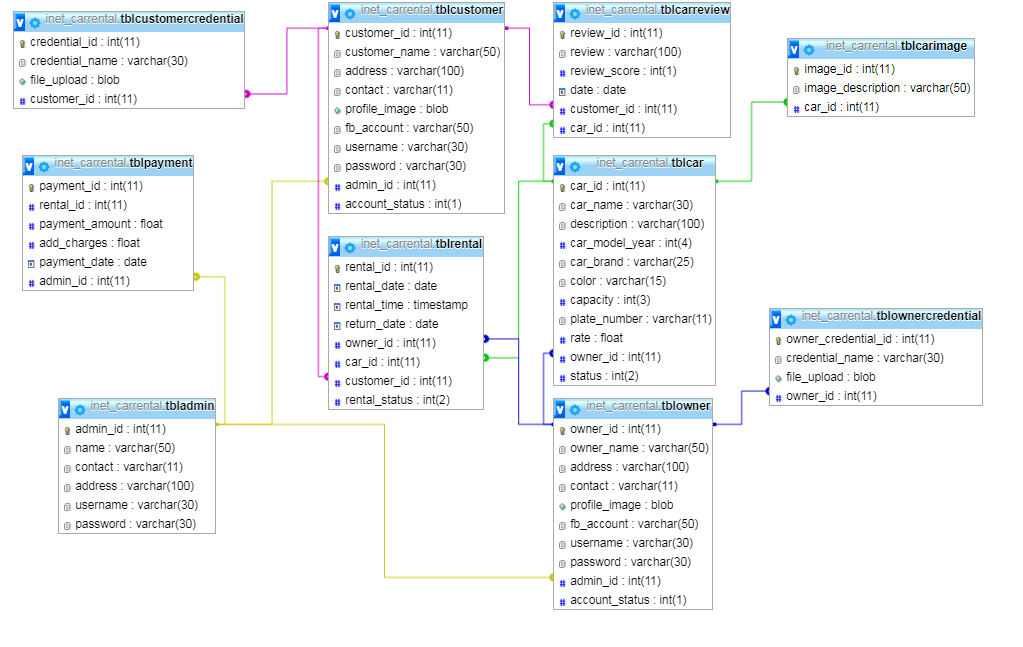 inet_carrental.tblcustomercredential
credential_id : int(11)
credential_name : varchar(30)
file_upload : blob
customer_id : int(11)
inet_carrental.tblcustomer
customer_id : int(11)
customer_name : varchar(50)
address : varchar(100)
contact : varchar(11)
profile_image : blob
fb_account : varchar(50)
username : varchar(30)
password : varchar(30)
admin_id : int(11)
account_status : int(1)
inet_carrental.tblcarreview
review_id : int(11)
review : varchar(100)
review_score : int(1)
date : date
customer_id : int(11)
car_id : int(11)
inet_carrental.tblcarimage
image_id : int(11)
image_description : varchar(50)
car_id : int(11)
inet_carrental.tblpayment
payment_id : int(11)
rental_id : int(11)
payment_amount : float
add_charges : float
payment_date : date
admin_id : int(11)
inet_carrental.tblrental
rental_id : int(11)
rental_date : date
rental_time : timestamp
return_date : date
owner_id : int(11)
car_id : int(11)
customer_id : int(11)
rental_status : int(2)
inet_carrental.tblcar
car_id : int(11)
car_name : varchar(30)
description : varchar(100)
car_model_year : int(4)
car_brand : varchar(25)
color : varchar(15)
capacity : int(3)
plate_number : varchar(11)
rate : float
owner_id : int(11)
status : int(2)
inet_carrental.tblownercredential
owner_credential_id : int(11)
credential_name : varchar(30)
file_upload : blob
owner_id : int(11)
inet_carrental.tbladmin
admin_id : int(11)
name : varchar(50)
contact : varchar(11)
address : varchar(100)
username : varchar(30)
password : varchar(30)
inet_carrental.tblowner
owner_id : int(11)
owner_name : varchar(50)
address : varchar(100)
contact : varchar(11)
profile_image : blob
fb_account : varchar(50)
username : varchar(30)
password : varchar(30)
admin_id : int(11)
account_status : int(1)